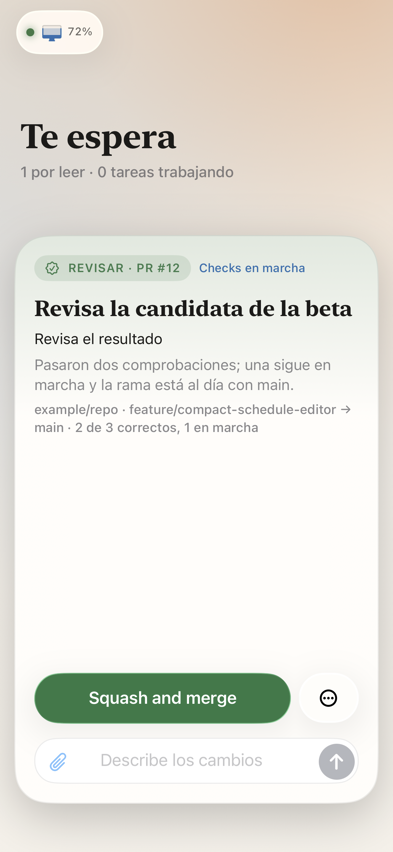 72%
Te espera
1 por leer · 0 tareas trabajando
REVISAR · PR #12 Checks en marcha
Revisa la candidata de la beta
Revisa el resultado
Pasaron dos comprobaciones; una sigue en
marcha y la rama está al día con main.
example/repo · feature/compact-schedule-editor →
main · 2 de 3 correctos, 1 en marcha
Squash and merge
Describe los cambios